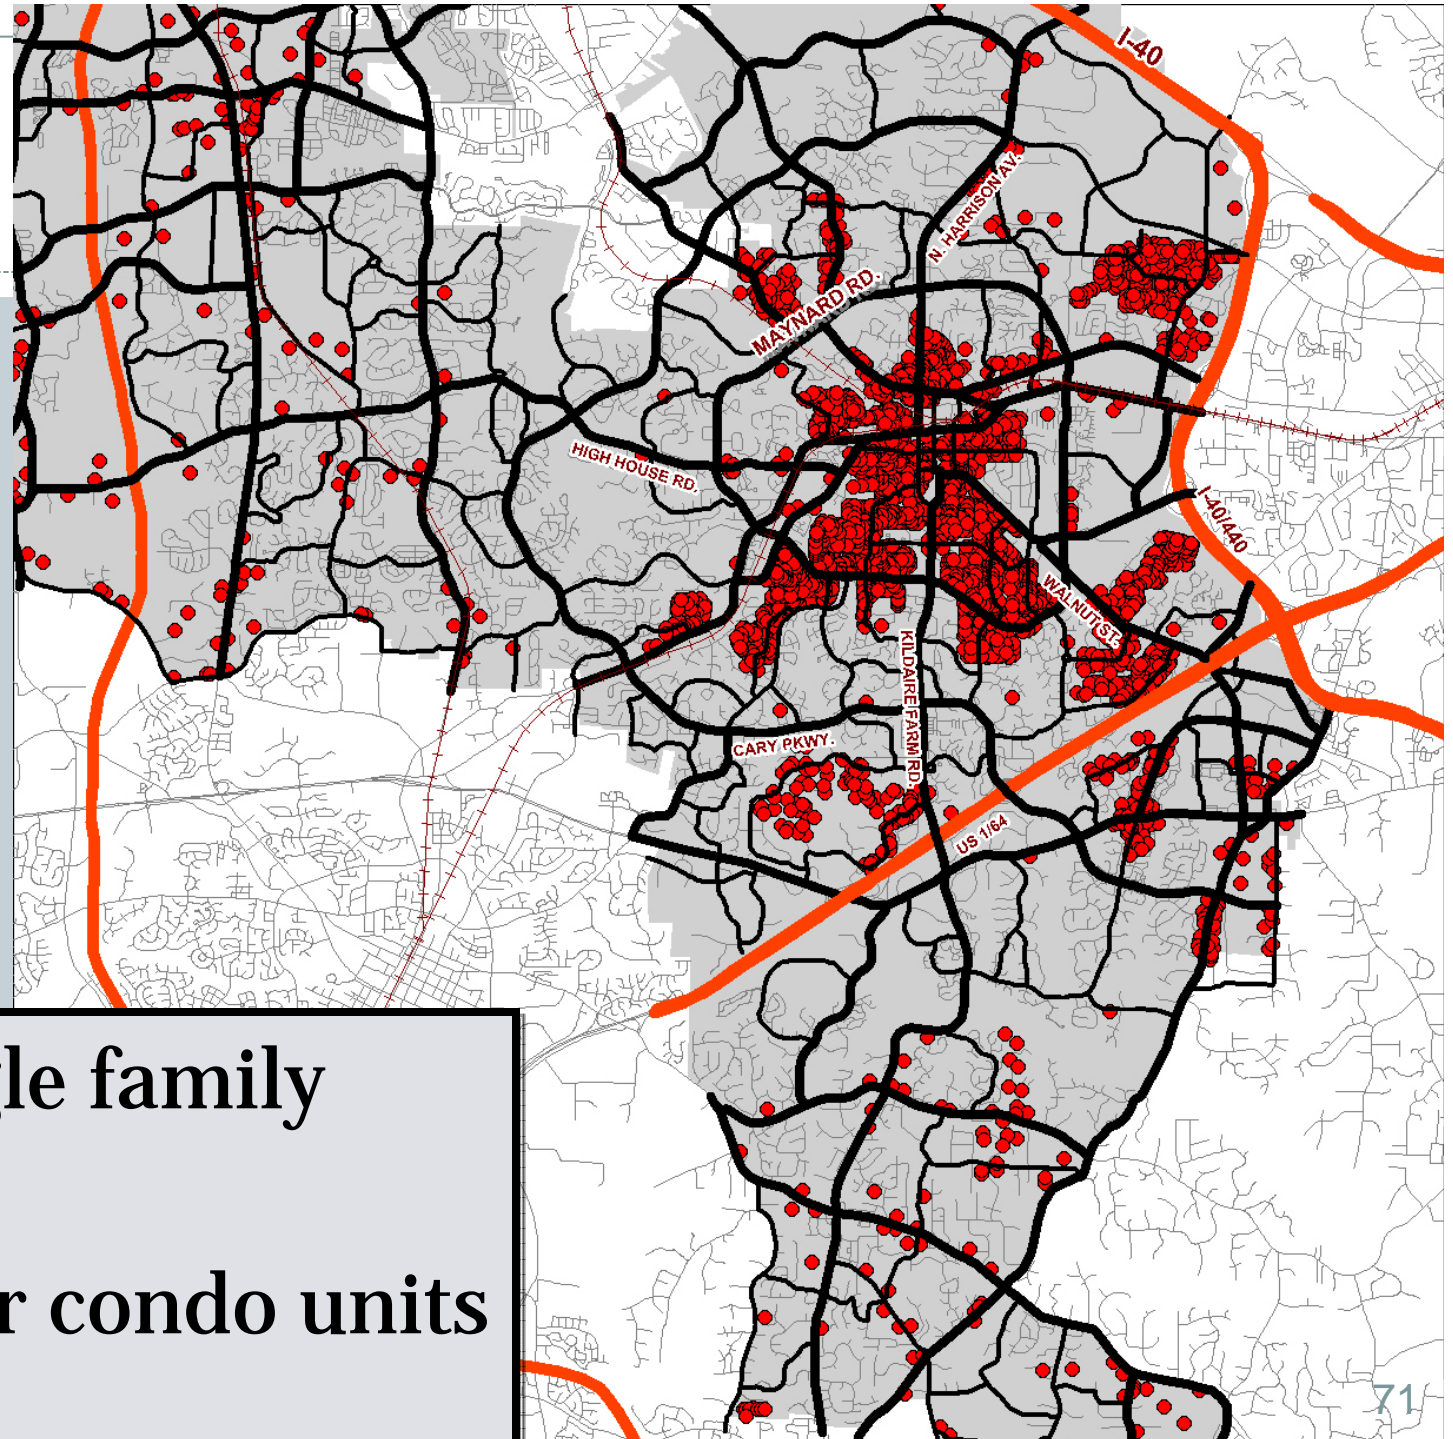 I-40
N. HARRISON AV.
MAYNARD RD.
HIGH HOUSE RD.
I-40/440
WALNUT ST.
KILDAIRE FARM RD.
CARY PKWY.
US 1/64
gle family
r condo units
71